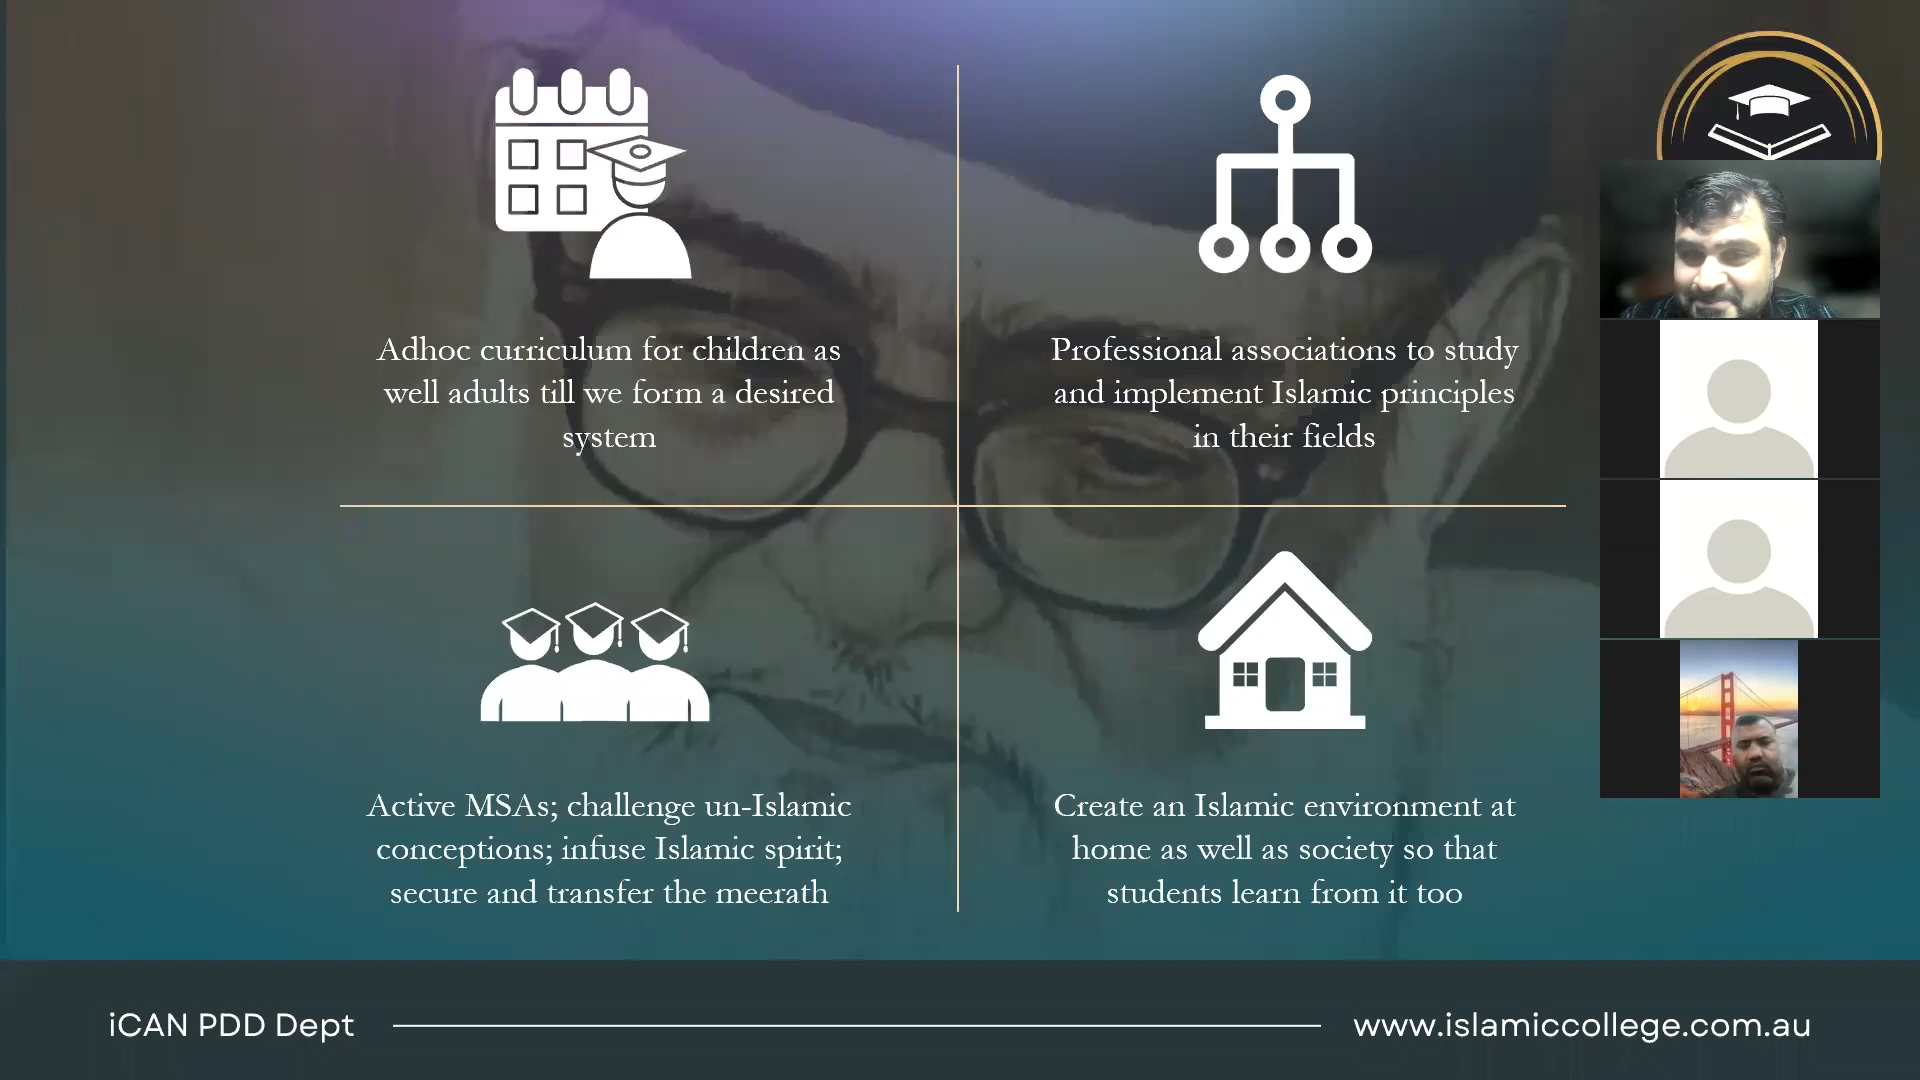 Adhoc curriculum for children as
well adults till we form a desired
system
Professional associations to study
and implement Islamic principles
in their fields
Active MSAs; challenge un-Islamic
conceptions; infuse Islamic spirit;
secure and transfer the meerath
Create an Islamic environment at
home as well as society so that
students learn from it too
iCAN PDD Dept
www.islamiccollege.com.au